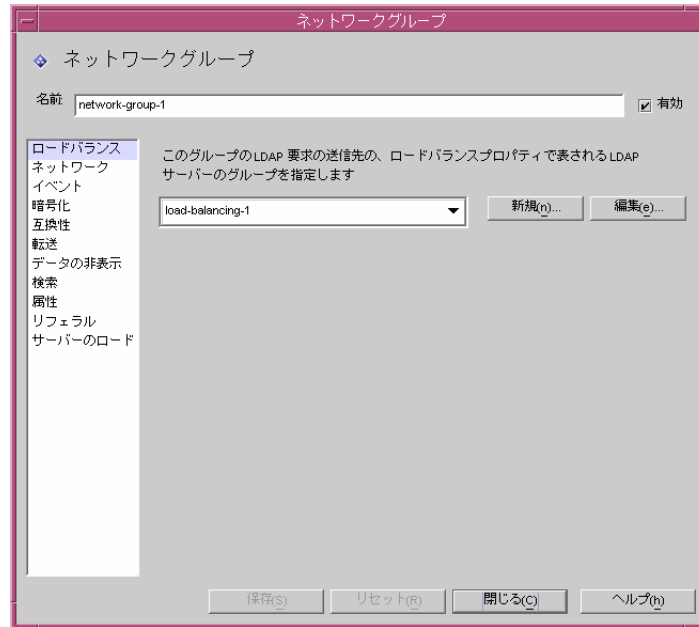 ネットワークグループ
ネットワークグループ
名前: network-group-1 有効
ロードバランス
ネットワーク
イベント
暗号化
互換性
転送
データの非表示
検索
属性
リフェラル
サーバーのロード
このグループのLDAP 要求の送信先の、ロードバランスプロパティで表される LDAP
サーバーのグループを指定します
load-balancing-1 新規(n)... 編集(e)...
保存(S) リセット(R) 閉じる(C) ヘルプ(h)